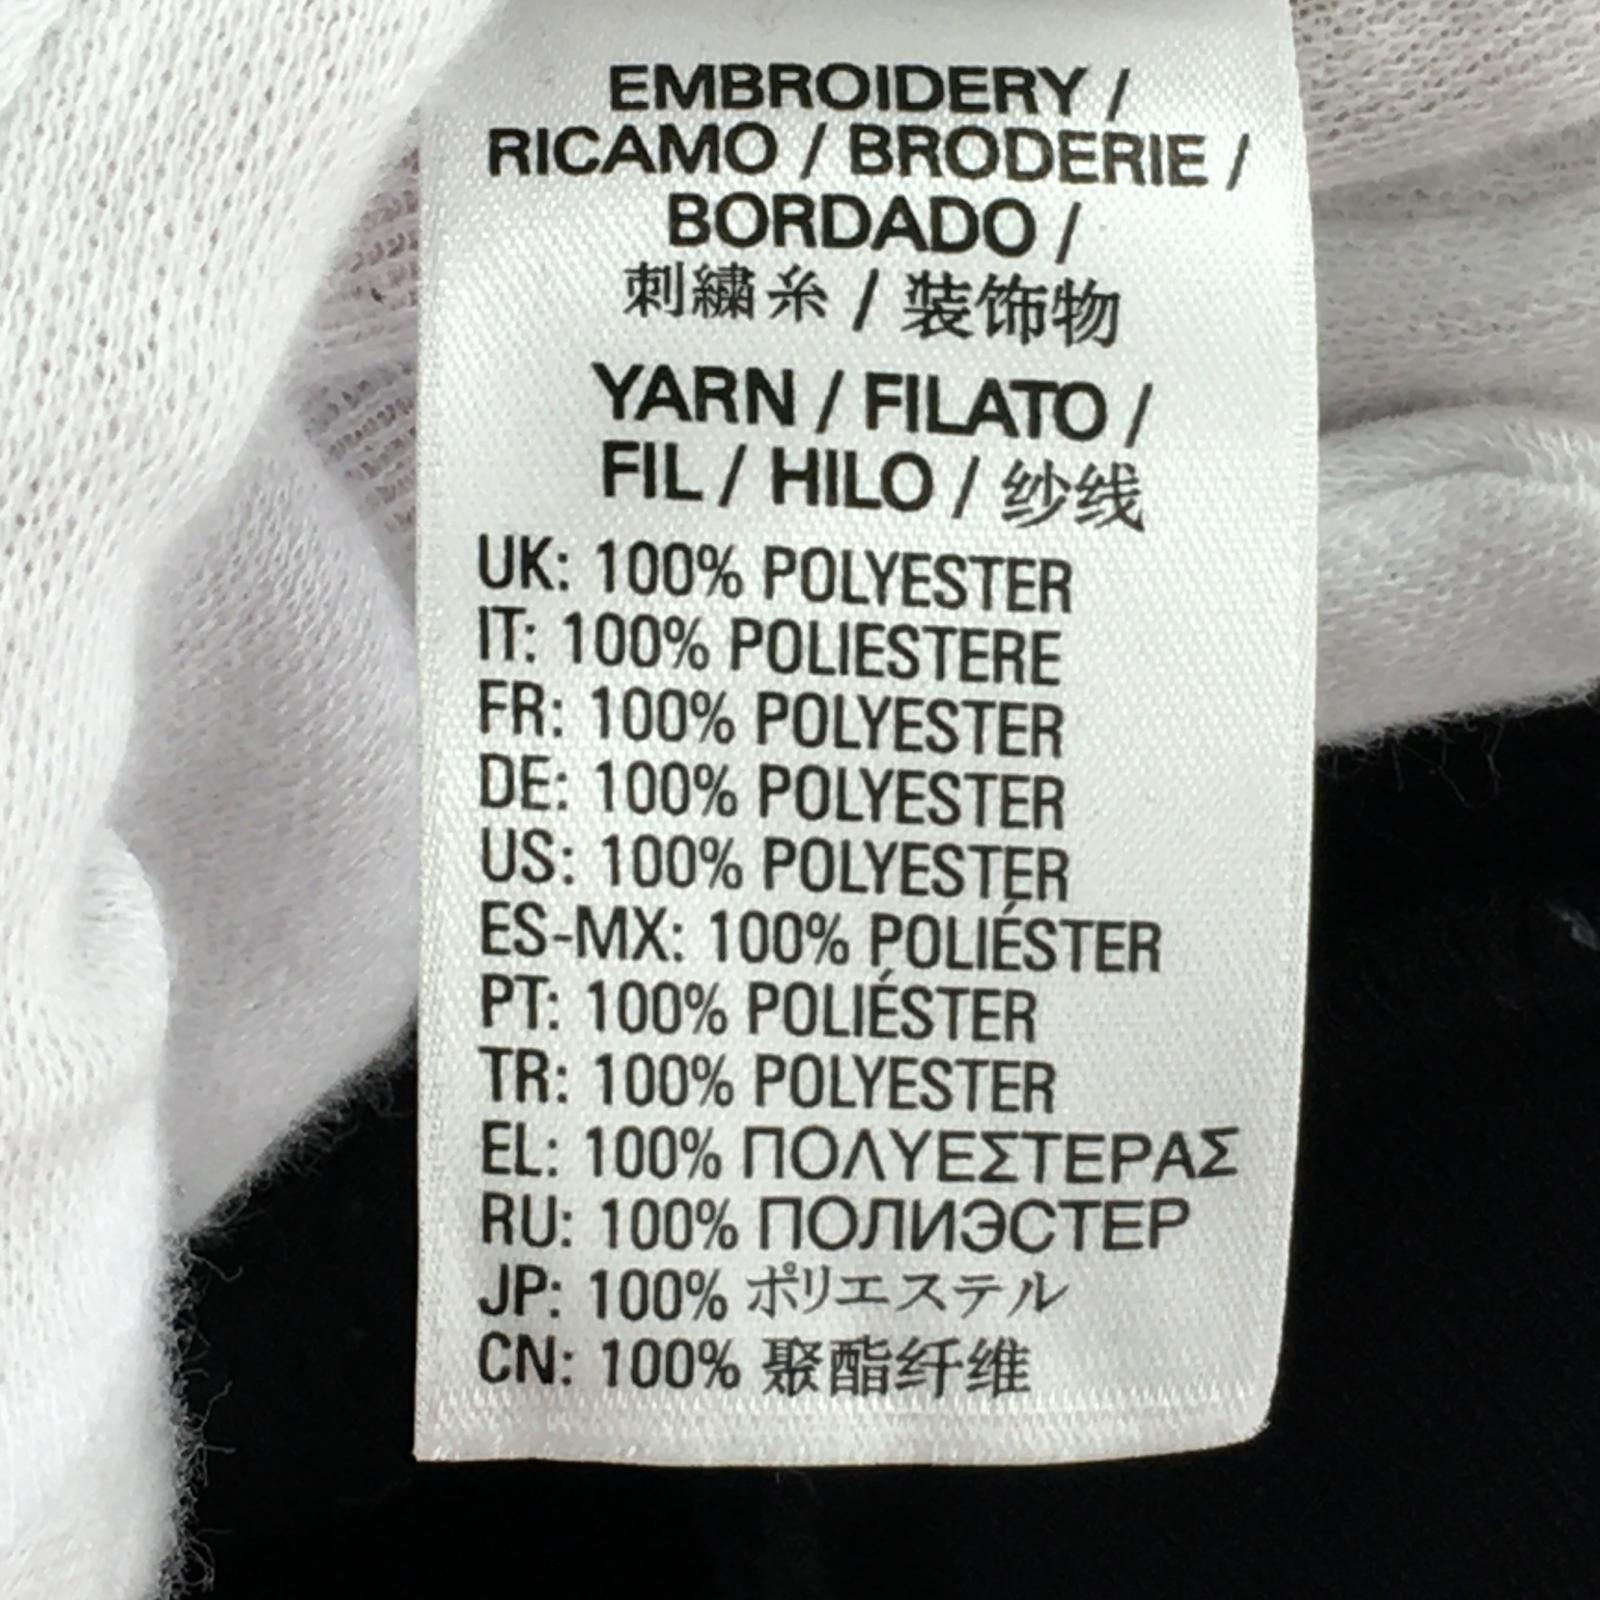 EMBROIDERY /
RICAMO / BRODERIE /
BORDADO /
刺繍糸 / 装饰物
YARN / FILATO /
FIL / HILO / 纱线
UK: 100% POLYESTER
IT: 100% POLIESTERE
FR: 100% POLYESTER
DE: 100% POLYESTER
US: 100% POLYESTER
ES-MX: 100% POLIÉSTER
PT: 100% POLIÉSTER
TR: 100% POLYESTER
EL: 100% ΠΟΛΥΕΣΤΕΡΑΣ
RU: 100% ПОЛИЭСТЕР
JP: 100% ポリエステル
CN: 100% 聚酯纤维